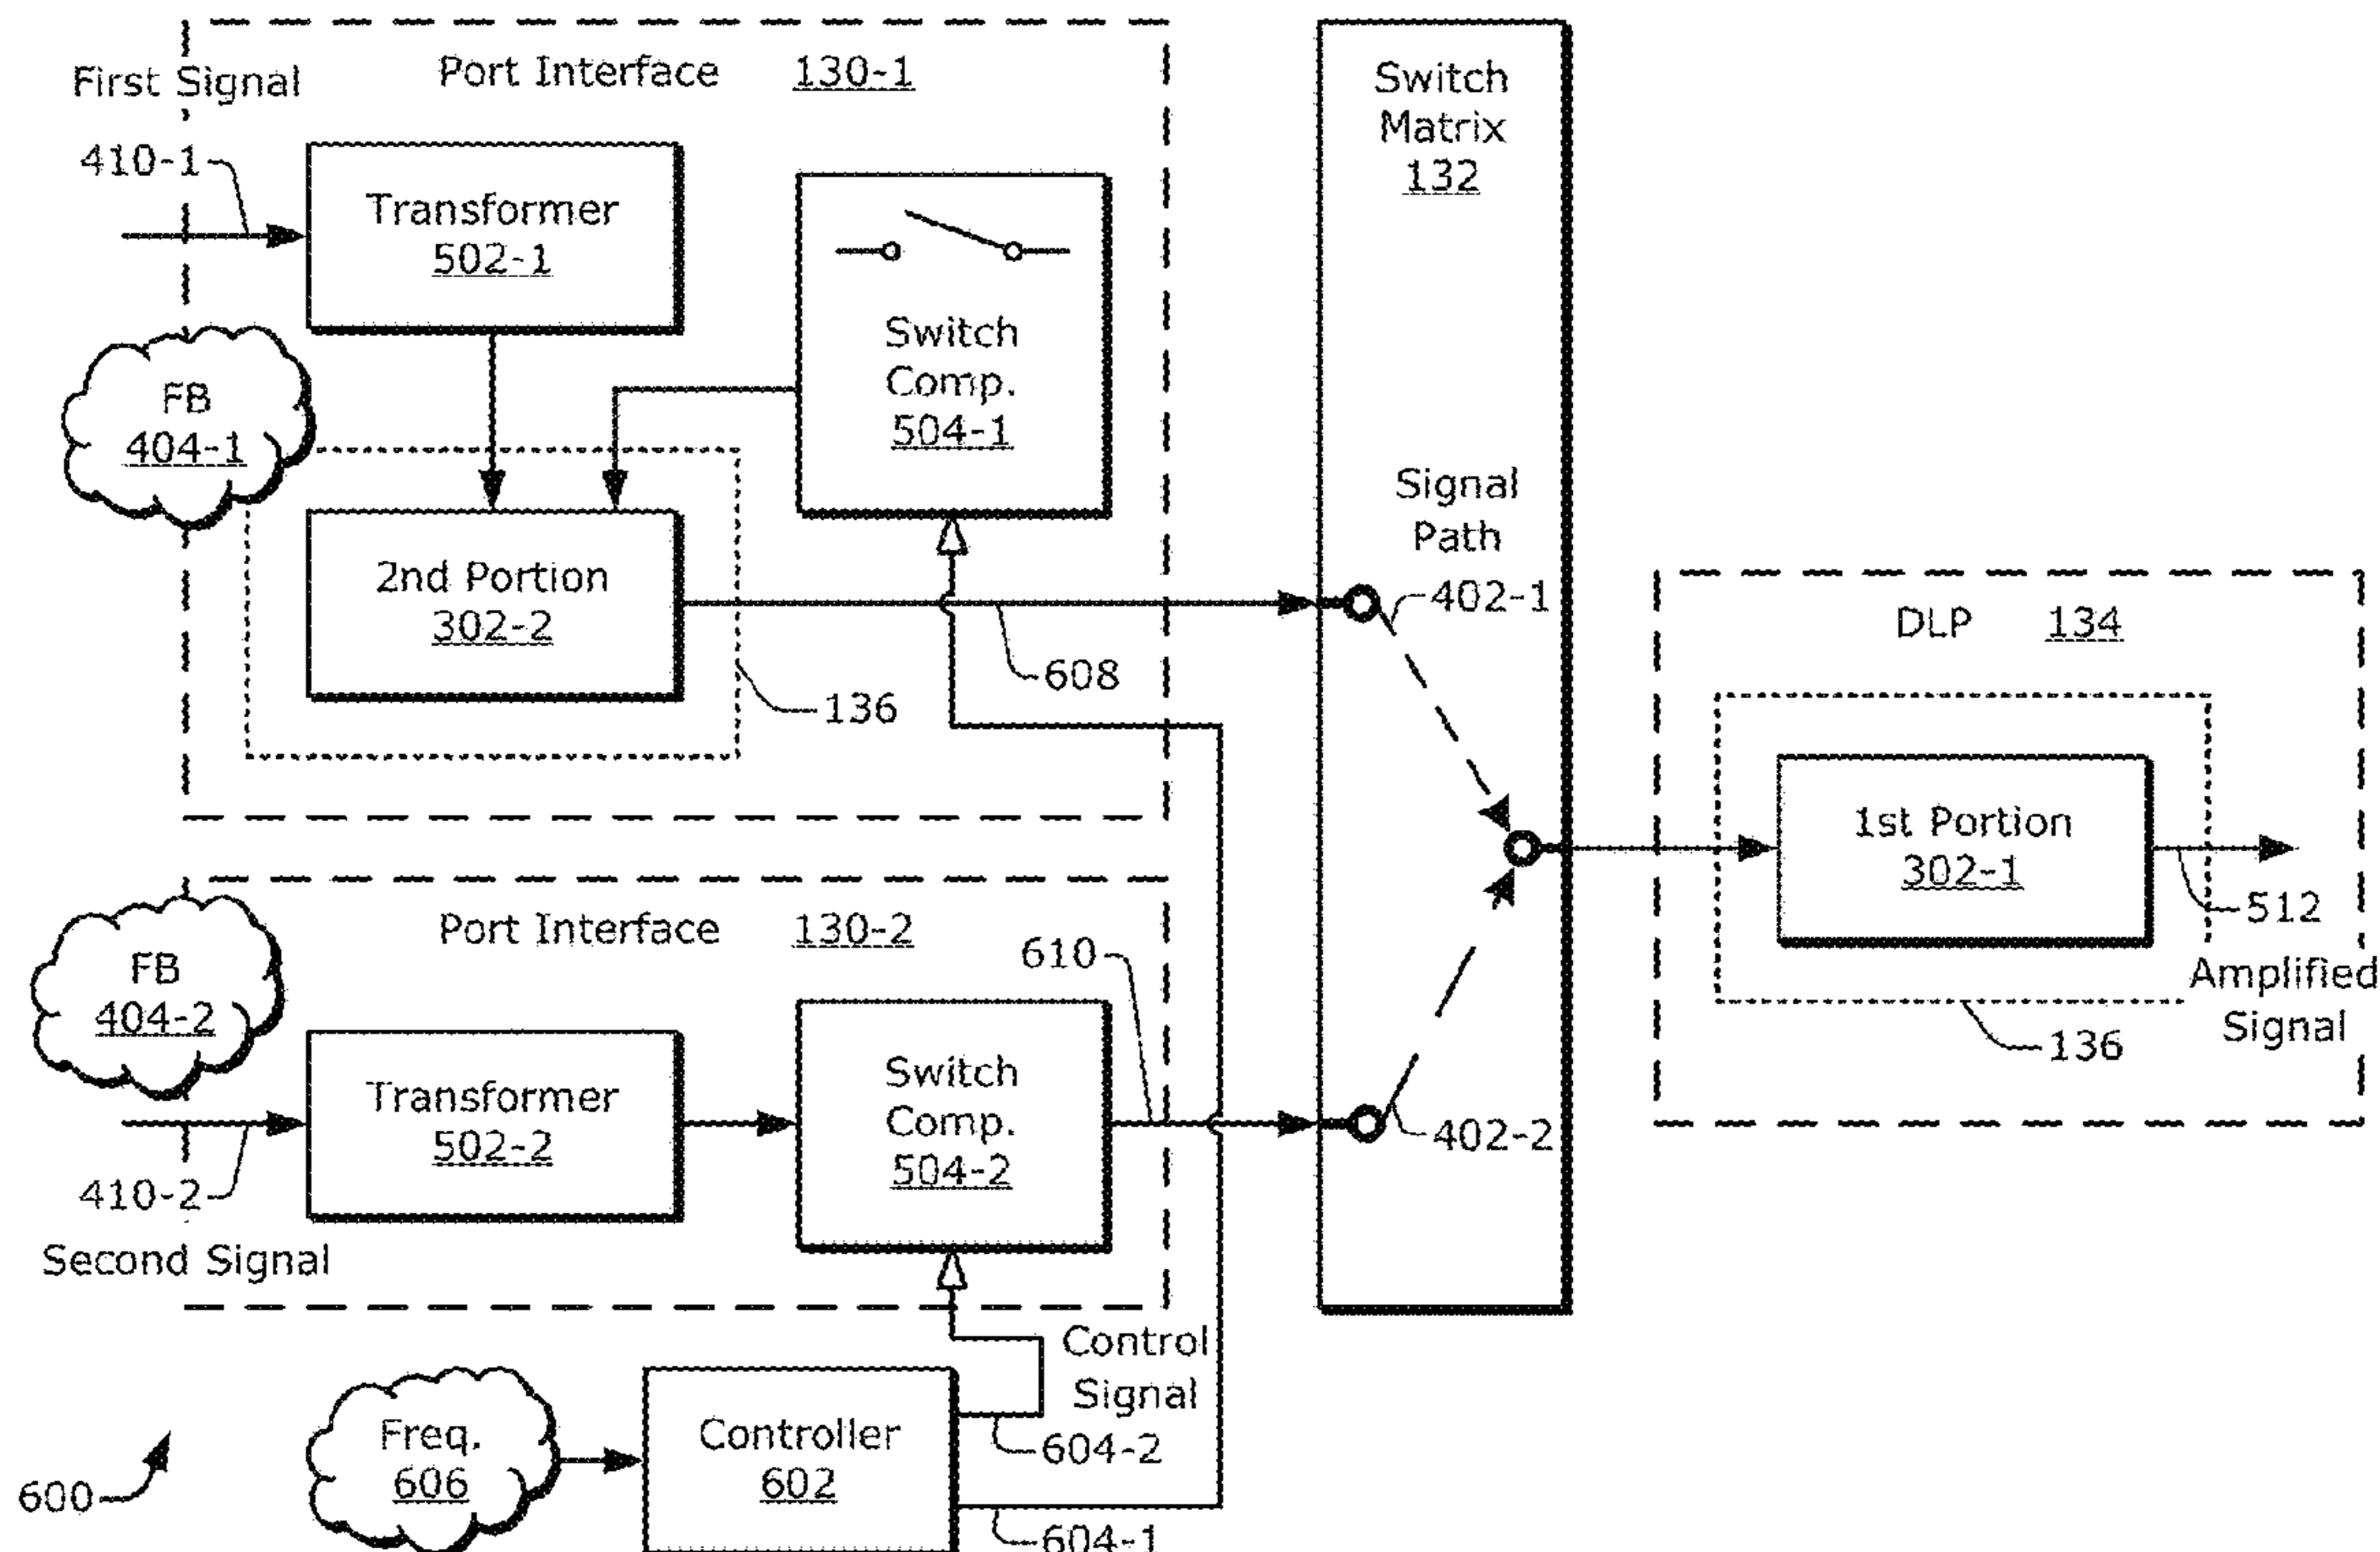 First Signal
Port Interface 130-1
410-1
Transformer
502-1
Switch
Comp.
504-1
FB
404-1
2nd Portion
302-2
608
136
Switch
Matrix
132
Signal
Path
402-1
402-2
DLP 134
1st Portion
302-1
512
Amplified
Signal
136
Port Interface 130-2
610
FB
404-2
Transformer
502-2
Switch
Comp.
504-2
410-2
Second Signal
Control
Signal
Freq.
606
Controller
602
604-2
604-1
600